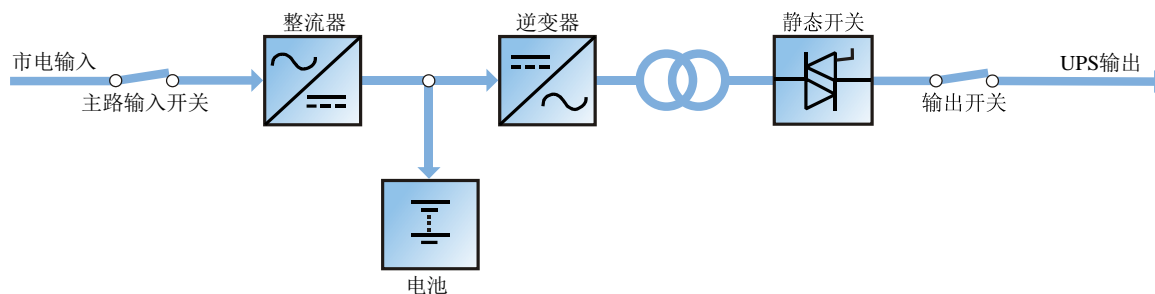 整流器
逆变器
静态开关
市电输入
UPS输出
主路输入开关
输出开关
电池